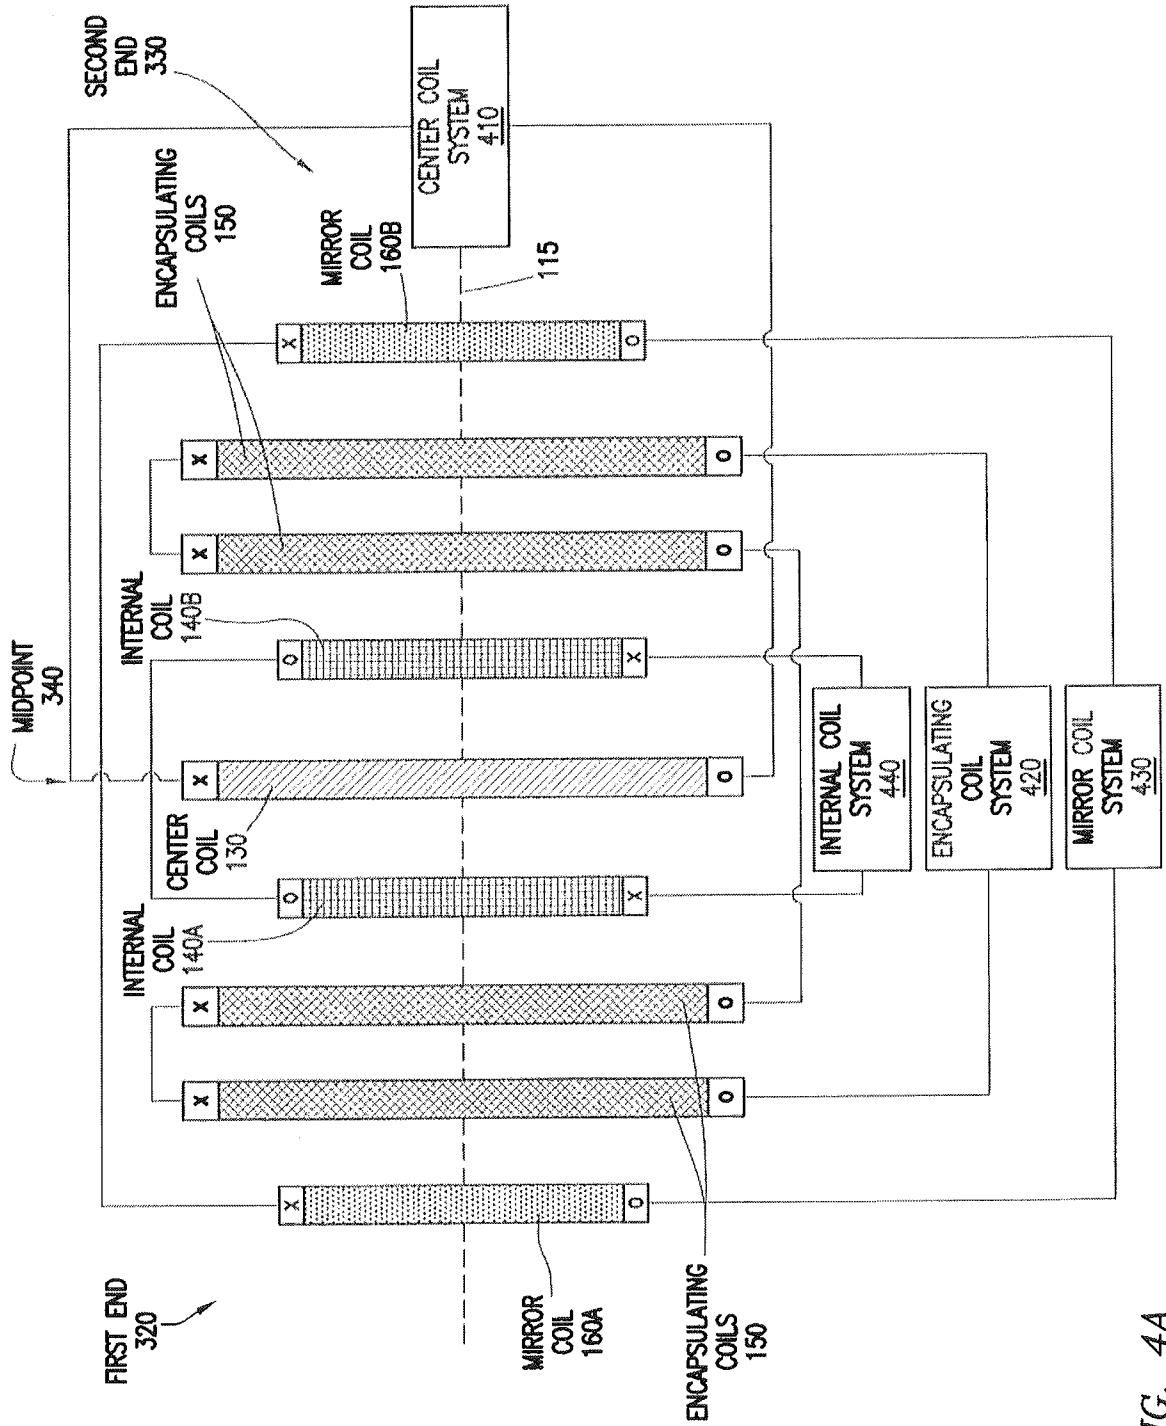 SECOND
END
330
ENCAPSULATING
COILS
150
MIRROR
COIL
160B
CENTER COIL
SYSTEM
410
115
MIDPOINT
340
INTERNAL
COIL
140B
CENTER
COIL
130
INTERNAL
COIL
140A
X
O
X
O
X
O
O
X
X
O
O
X
X
O
X
O
X
O
INTERNAL COIL
SYSTEM
440
ENCAPSULATING
COIL
SYSTEM
420
MIRROR COIL
SYSTEM
430
FIRST END
320
MIRROR
COIL
160A
ENCAPSULATING
COILS
150
4A